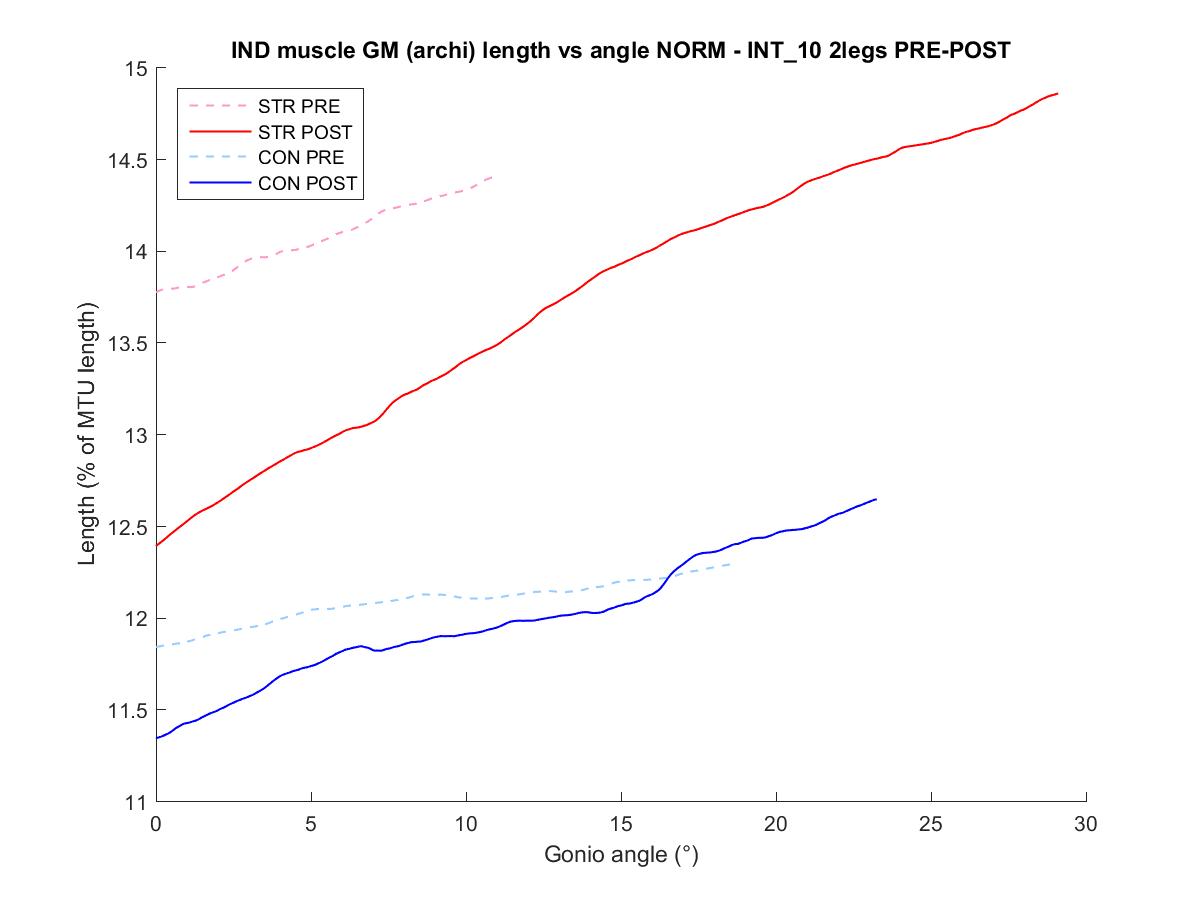 IND muscle GM (archi) length vs angle NORM - INT_10 2legs PRE-POST
STR PRE
STR POST
CON PRE
CON POST
Length (% of MTU length)
15
14.5
14
13.5
13
12.5
12
11.5
11
0 5 10 15 20 25 30
Gonio angle (°)